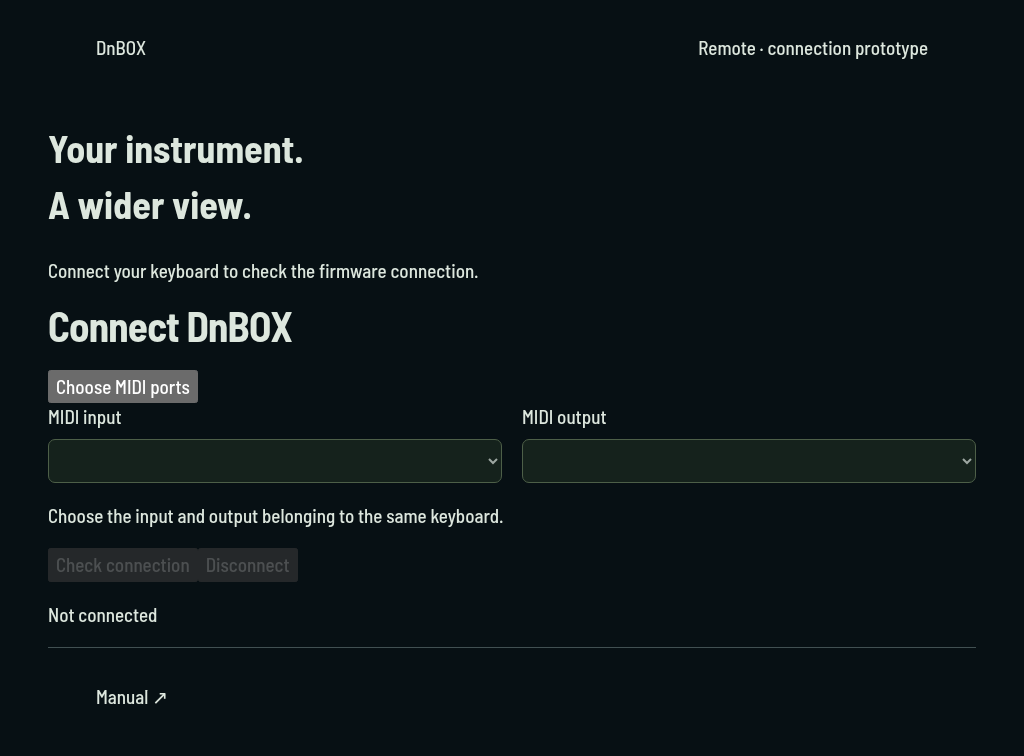 DnBOX
Remote · connection prototype
Your instrument.
A wider view.
Connect your keyboard to check the firmware connection.
Connect DnBOX
Choose MIDI ports
MIDI input
MIDI output
Choose the input and output belonging to the same keyboard.
Check connection
Disconnect
Not connected
Manual ↗